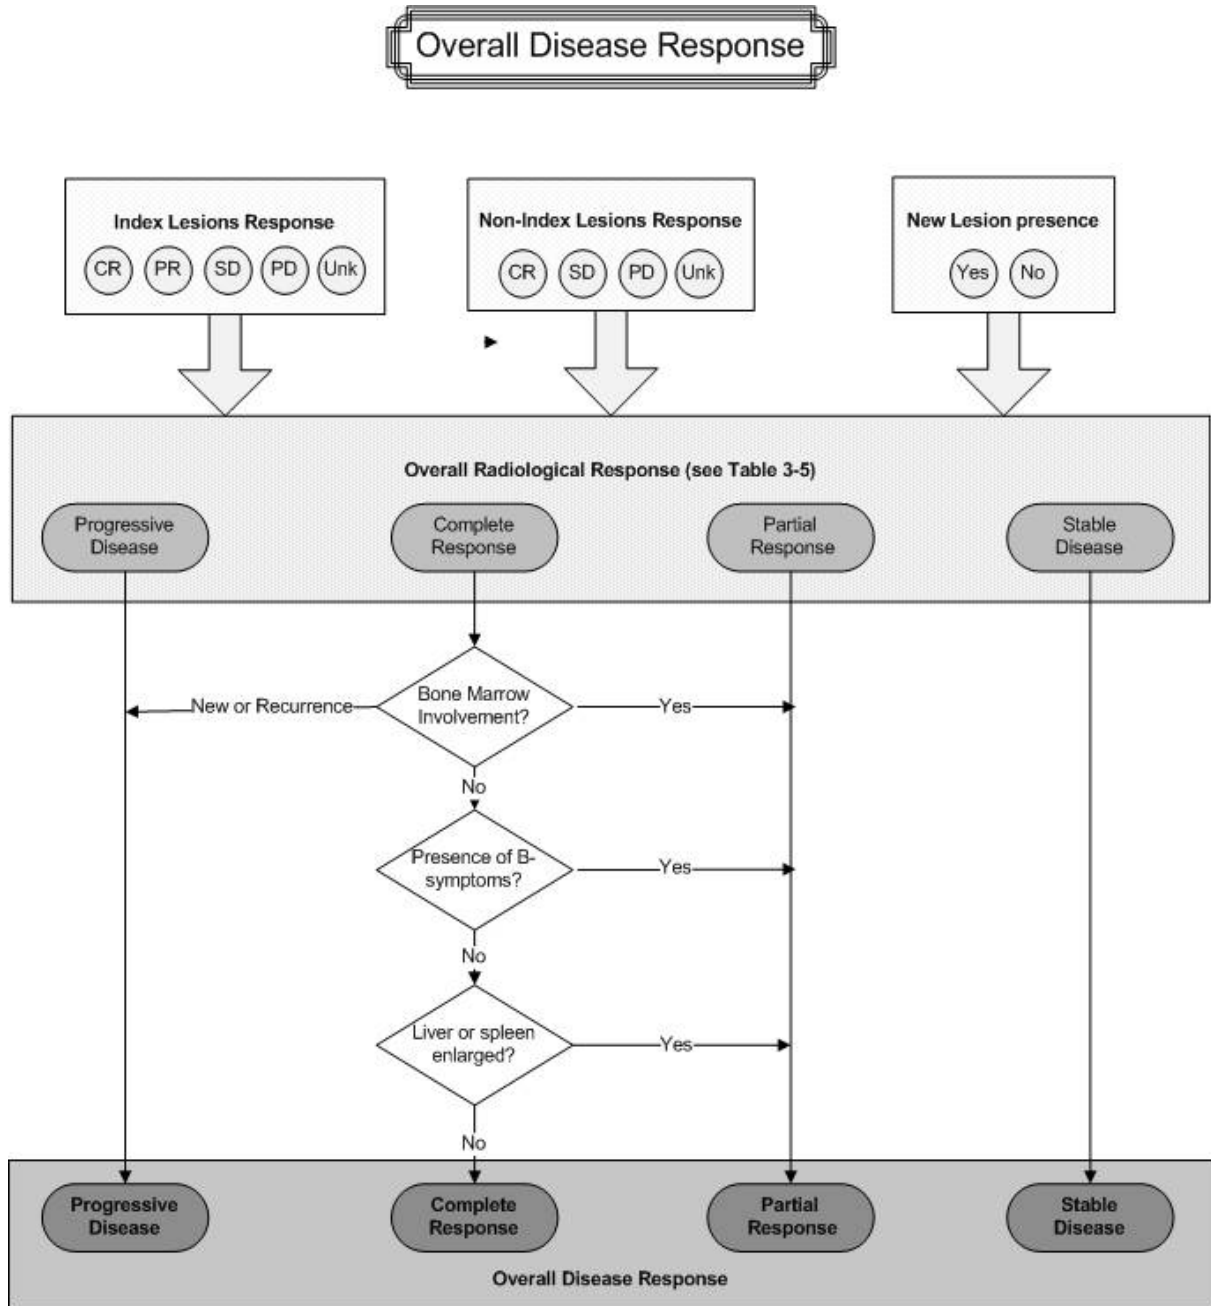 Overall Disease Response
Index Lesions Response
CR PR SD PD Unk
Non-Index Lesions Response
CR SD PD Unk
New Lesion presence
Yes No
Overall Radiological Response (see Table 3-5)
Progressive
Disease
Complete
Response
Partial
Response
Stable
Disease
Bone Marrow
Involvement?
New or Recurrence
Yes
No
Presence of B-
symptoms?
Yes
No
Liver or spleen
enlarged?
Yes
No
Progressive
Disease
Complete
Response
Partial
Response
Stable
Disease
Overall Disease Response